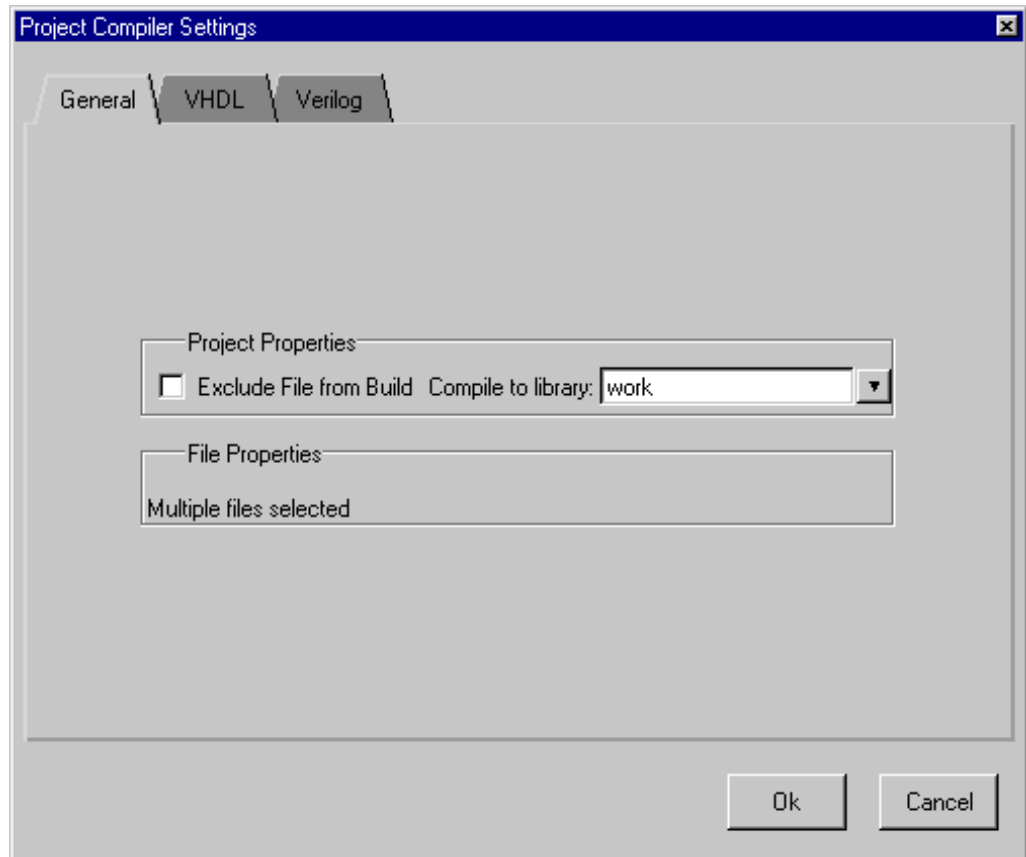 Project Compiler Settings
General VHDL Verilog
Project Properties
Exclude File from Build Compile to library: work
File Properties
Multiple files selected
Ok Cancel